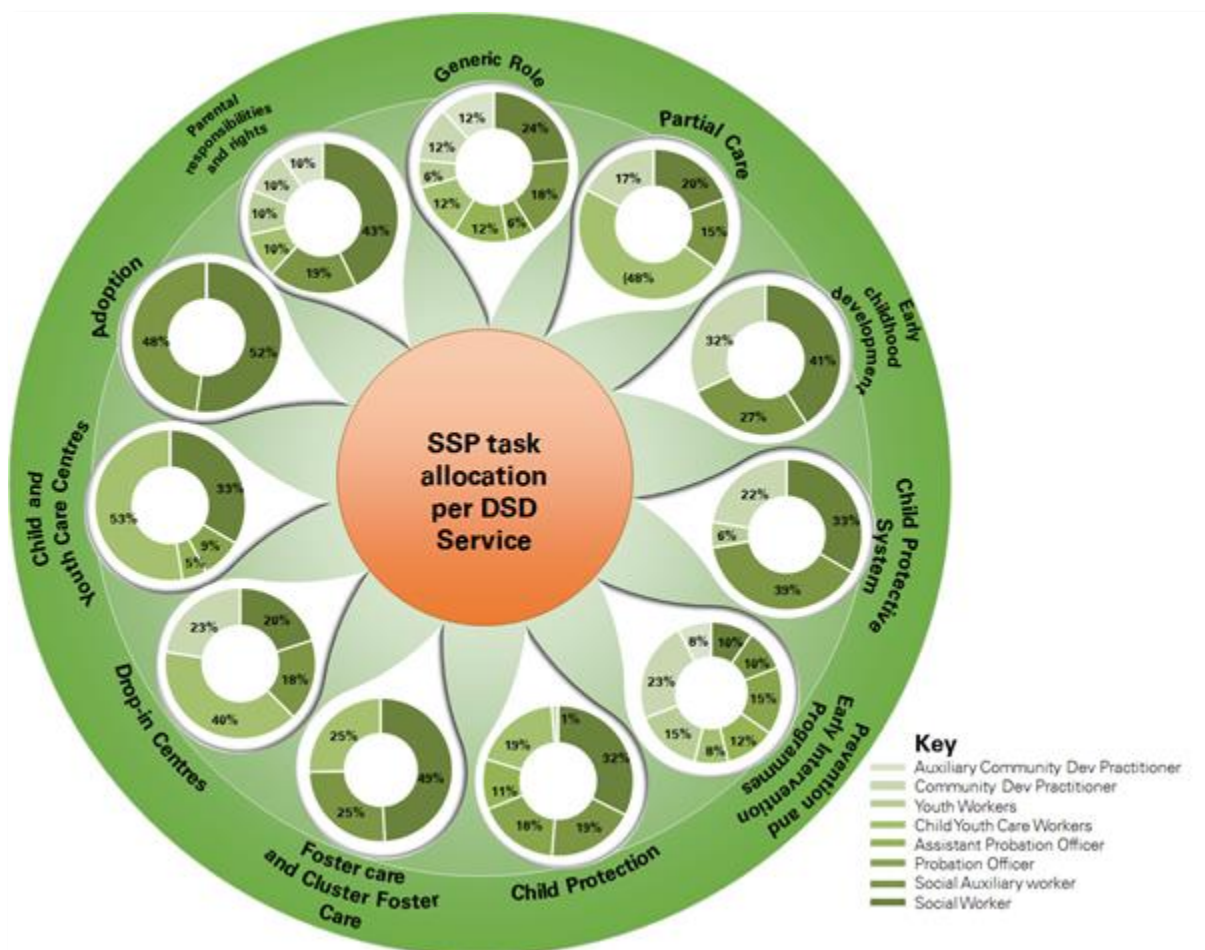 Generic Role
12%
24%
12%
6%
18%
12%
12%
6%
Partial Care
17%
20%
15%
(48%
Early
childhood
development
32%
41%
27%
Child Protective
System
22%
33%
6%
39%
Prevention and
Early Intervention
Programmes
8%
10%
10%
23%
15%
15%
8%
12%
Child Protection
1%
32%
19%
11%
18%
19%
Foster care
and Cluster Foster
Care
25%
49%
25%
Drop-in Centres
23%
20%
18%
40%
Child and
Youth Care Centres
33%
53%
9%
5%
Adoption
48%
52%
Parental
responsibilities
and rights
10%
10%
10%
43%
10%
19%
SSP task
allocation
per DSD
Service
Key
Auxiliary Community Dev Practitioner
Community Dev Practitioner
Youth Workers
Child Youth Care Workers
Assistant Probation Officer
Probation Officer
Social Auxiliary worker
Social Worker